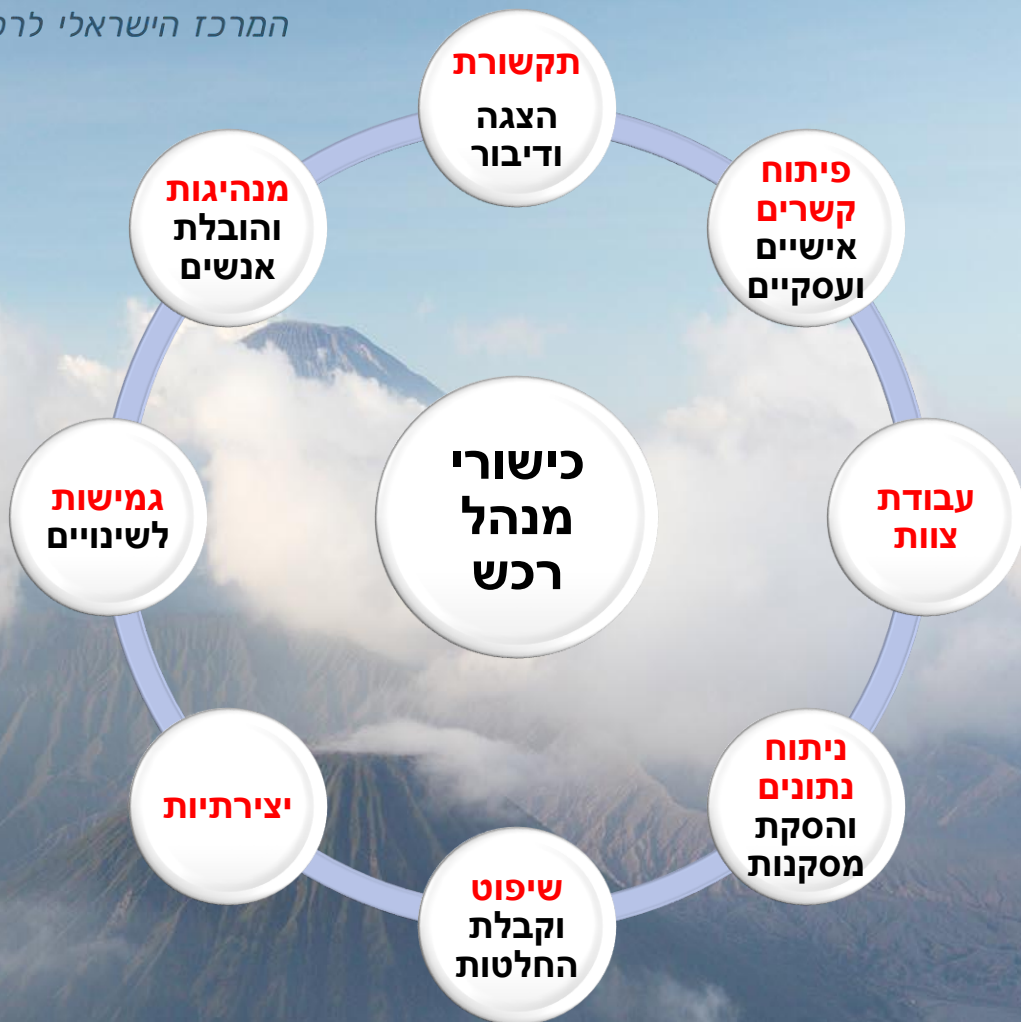 המרכז הישראלי
תקשורת
הצגה
ודיבור
פיתוח
קשרים
אישיים
ועסקיים
עבודת
צוות
ניתוח
נתונים
והסקת
מסקנות
שיפוט
וקבלת
החלטות
יצירתיות
גמישות
לשינויים
מנהיגות
והובלת
אנשים
כישורי
מנהל
רכש